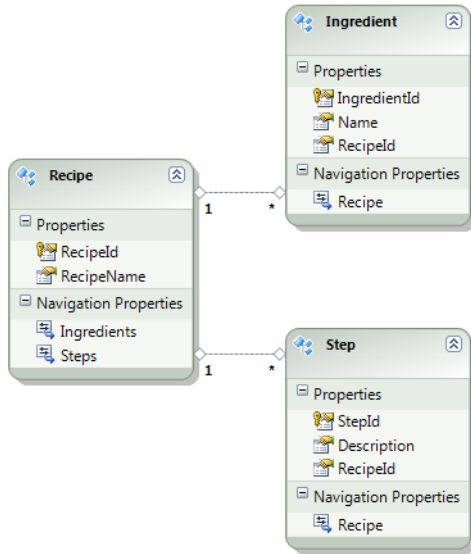 Ingredient
Properties
IngredientId
Name
RecipeId
Navigation Properties
Recipe
Recipe
Properties
RecipeId
RecipeName
Navigation Properties
Ingredients
Steps
1 *
1 *
Step
Properties
StepId
Description
RecipeId
Navigation Properties
Recipe